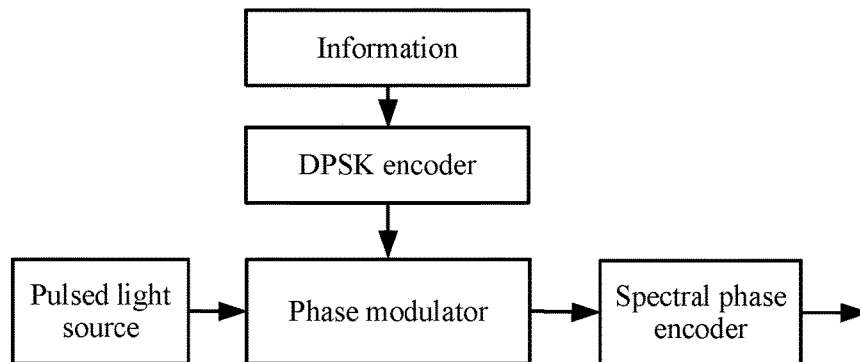 Information
DPSK encoder
Pulsed light
source
Phase modulator
Spectral phase
encoder